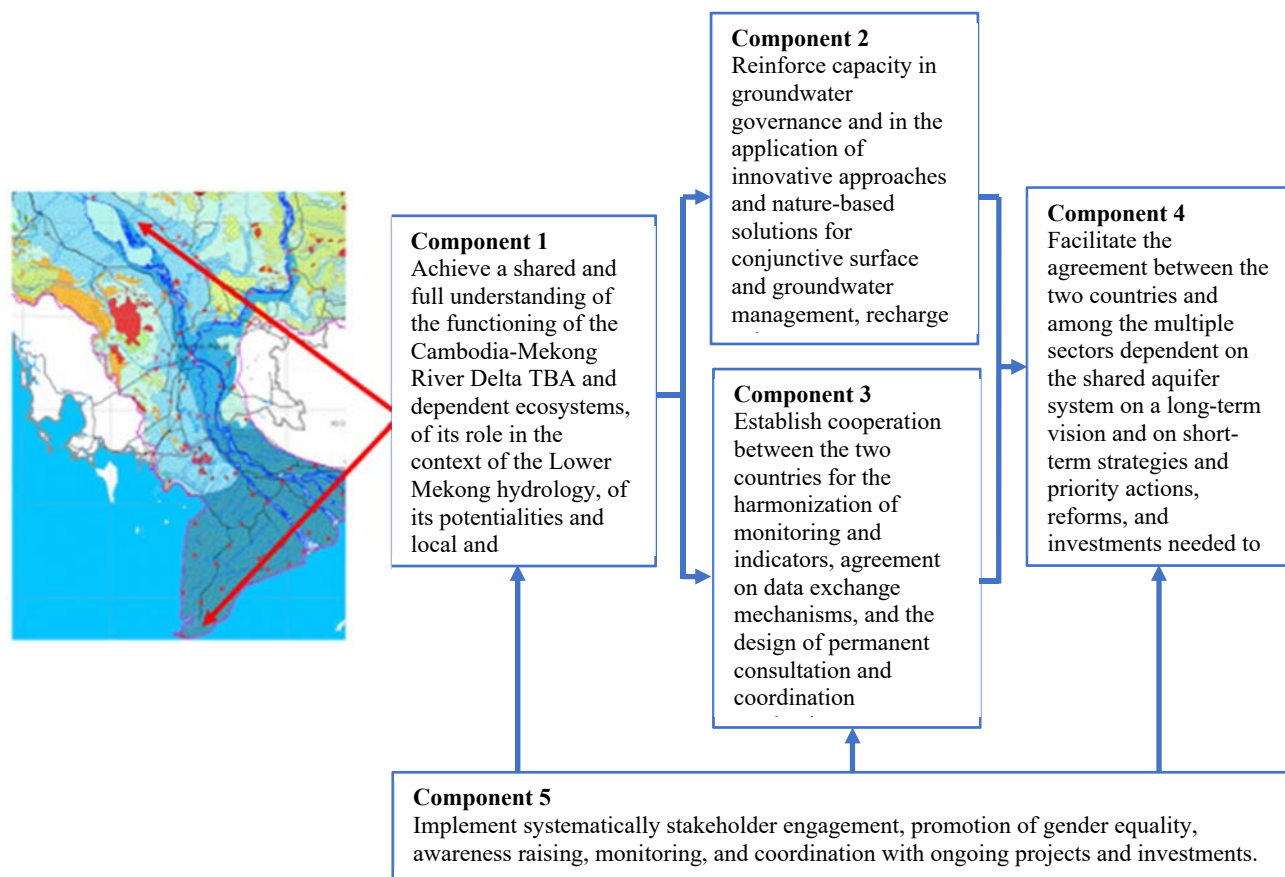 Component 1
Achieve a shared and
full understanding of
the functioning of the
Cambodia-Mekong
River Delta TBA and
dependent ecosystems,
of its role in the
context of the Lower
Mekong hydrology, of
its potentialities and
local and
Component 2
Reinforce capacity in
groundwater
governance and in the
application of
innovative approaches
and nature-based
solutions for
conjunctive surface
and groundwater
management, recharge
Component 3
Establish cooperation
between the two
countries for the
harmonization of
monitoring and
indicators, agreement
on data exchange
mechanisms, and the
design of permanent
consultation and
coordination
Component 4
Facilitate the
agreement between the
two countries and
among the multiple
sectors dependent on
the shared aquifer
system on a long-term
vision and on short-
term strategies and
priority actions,
reforms, and
investments needed to
Component 5
Implement systematically stakeholder engagement, promotion of gender equality,
awareness raising, monitoring, and coordination with ongoing projects and investments.